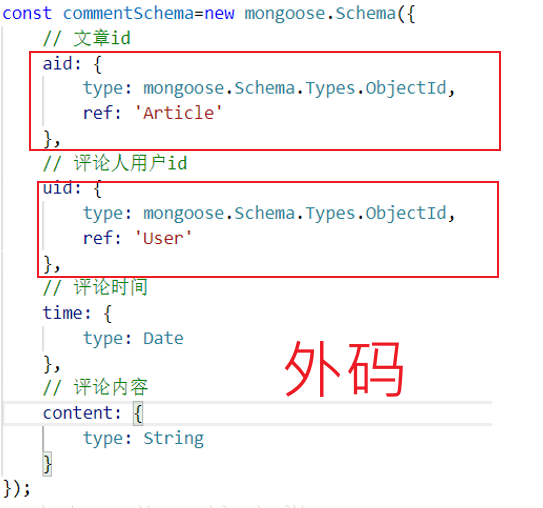 const commentSchema=new mongoose.Schema({
// 文章id
aid: {
type: mongoose.Schema.Types.ObjectId,
ref: 'Article'
},
// 评论人用户id
uid: {
type: mongoose.Schema.Types.ObjectId,
ref: 'User'
},
// 评论时间
time: {
type: Date
},
// 评论内容
content: {
type: String
}
});
外码